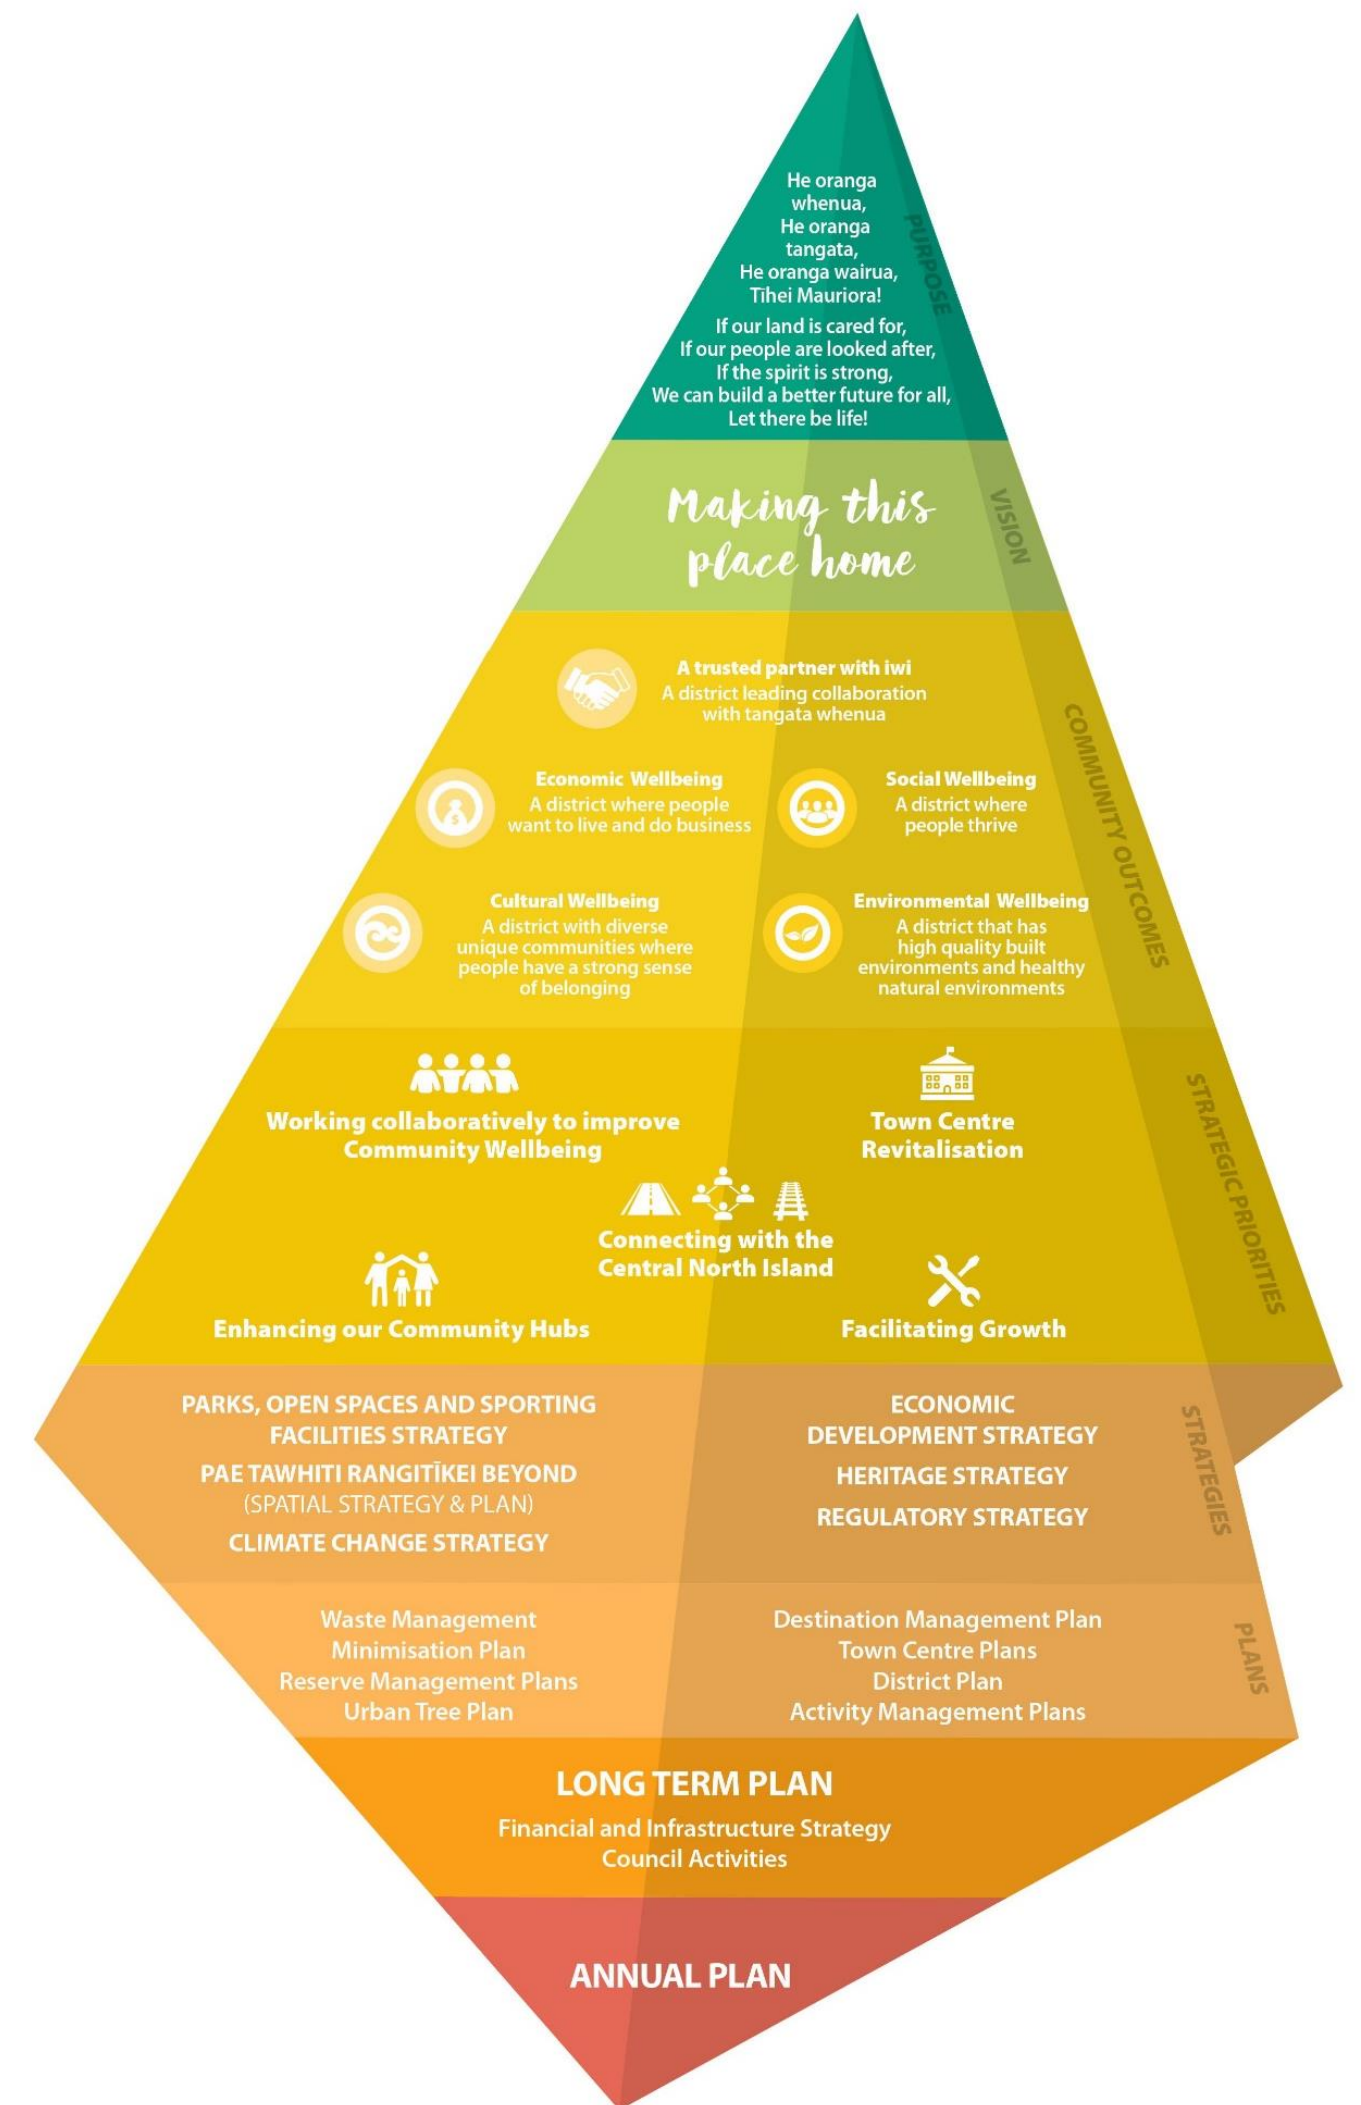 He oranga
whenua,
He oranga
tangata,
He oranga wairua,
Tīhei Mauriora!
If our land is cared for,
If our people are looked after,
If the spirit is strong,
We can build a better future for all,
Let there be life!
PURPOSE
Making this
place home
VISION
A trusted partner with iwi
A district leading collaboration
with tangata whenua
Economic Wellbeing
A district where people
want to live and do business
Social Wellbeing
A district where
people thrive
Cultural Wellbeing
A district with diverse
unique communities where
people have a strong sense
of belonging
Environmental Wellbeing
A district that has
high quality built
environments and healthy
natural environments
COMMUNITY OUTCOMES
Working collaboratively to improve
Community Wellbeing
Town Centre
Revitalisation
Connecting with the
Central North Island
Enhancing our Community Hubs
Facilitating Growth
STRATEGIC PRIORITIES
PARKS, OPEN SPACES AND SPORTING
FACILITIES STRATEGY
PAE TAWHITI RANGITĪKEI BEYOND
(SPATIAL STRATEGY & PLAN)
CLIMATE CHANGE STRATEGY
ECONOMIC
DEVELOPMENT STRATEGY
HERITAGE STRATEGY
REGULATORY STRATEGY
STRATEGIES
Waste Management
Minimisation Plan
Reserve Management Plans
Urban Tree Plan
Destination Management Plan
Town Centre Plans
District Plan
Activity Management Plans
PLANS
LONG TERM PLAN
Financial and Infrastructure Strategy
Council Activities
ANNUAL PLAN